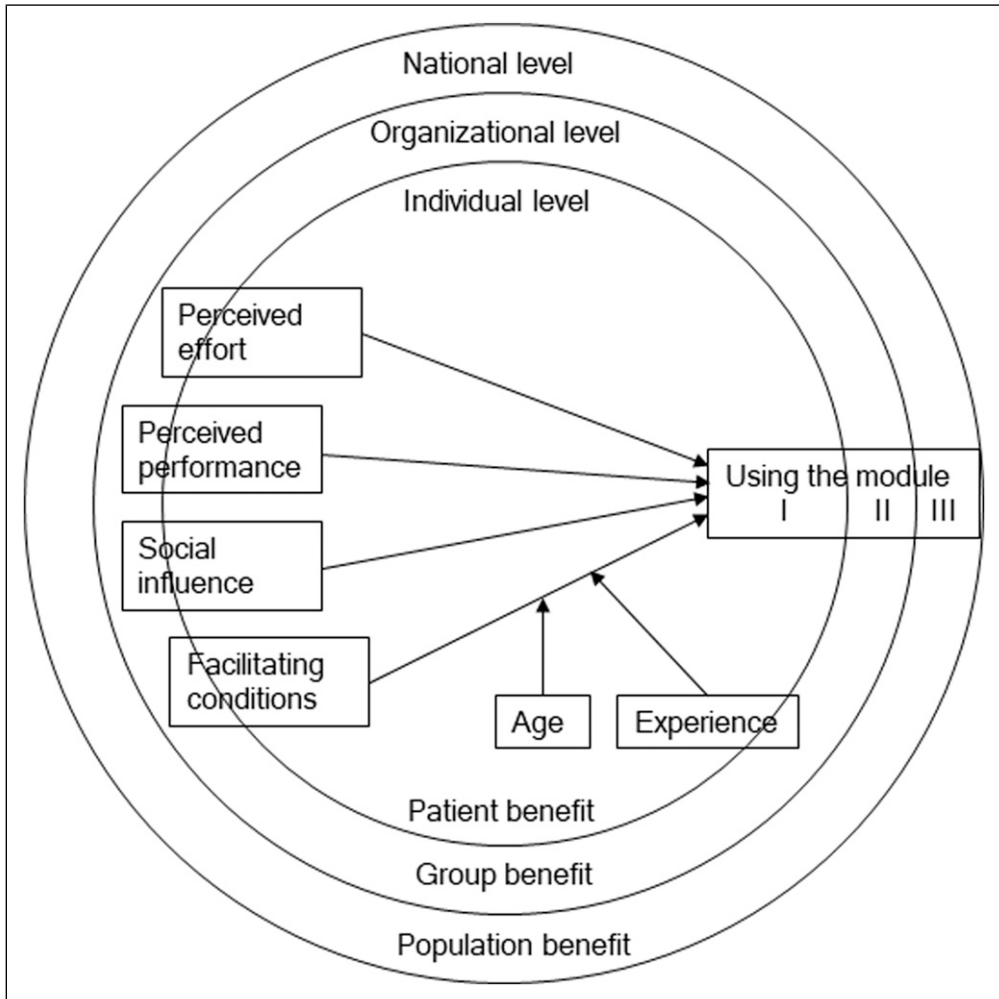 National level
Organizational level
Individual level
Perceived
effort
Perceived
performance
Social
influence
Facilitating
conditions
Using the module
I II III
Age
Experience
Patient benefit
Group benefit
Population benefit